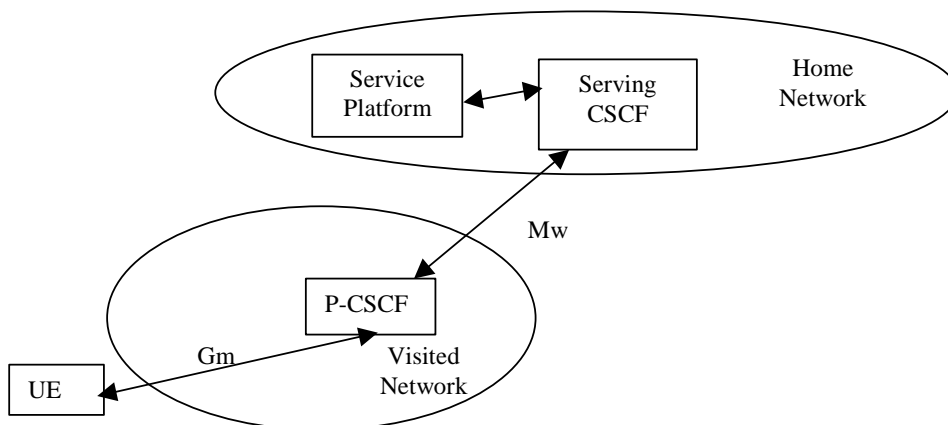 Service
Platform
Serving
CSCF
Home
Network
Mw
P-CSCF
Gm
Visited
Network
UE